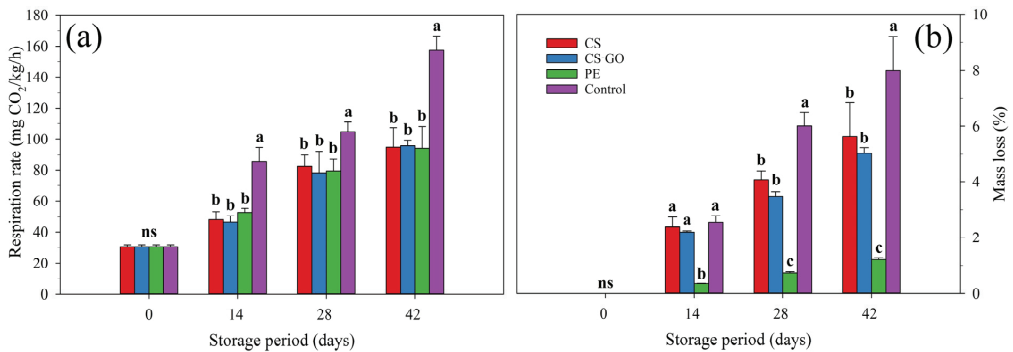 (a)
Respiration rate (mg CO2/kg/h)
180
160
140
120
100
80
60
40
20
0
ns
b b b a
b b b a
b b b a
0 14 28 42
Storage period (days)
(b)
CS
CS GO
PE
Control
ns
a a b a
b b c a
b b c a
0 14 28 42
Storage period (days)
10
8
6
4
2
0
Mass loss (%)